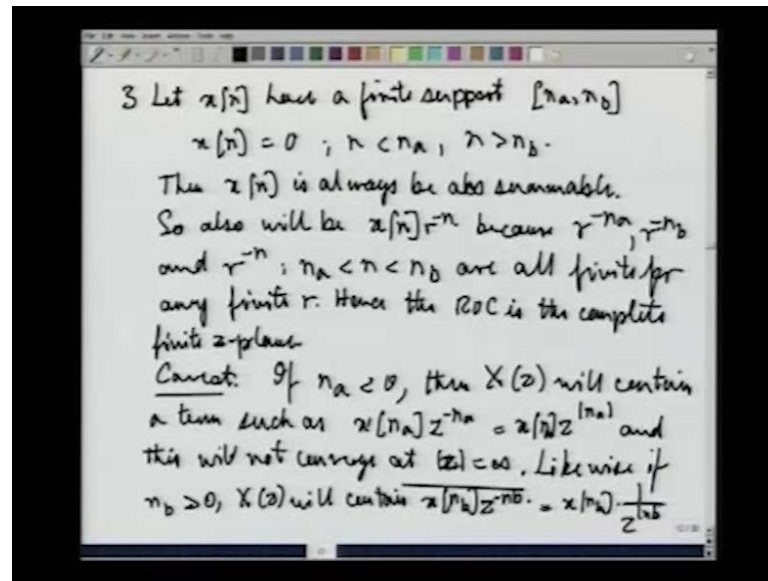 3 Let x[n] have a finite support [na, nb]
x[n] = 0 ; n < na, n > nb.
The x[n] is always be abs summable.
So also will be x[n]r^-n because r^-na, r^-nb
and r^-n ; na < n < nb are all finite for
any finite r. Hence the ROC is the complete
finite z-plane
Caveat: If na < 0, then X(z) will contain
a term such as x[na]z^-na = x[n]z^|na| and
this will not converge at |z| = ∞. Likewise if
nb > 0, X(z) will contain x[nb]z^-nb. = x[nb].1/z^|nb